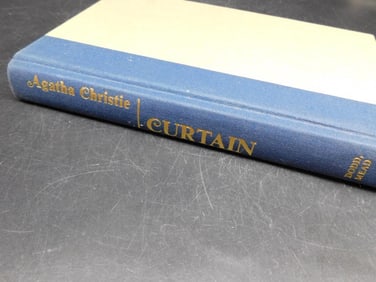 Agatha Christie
CURTAIN
DODD,
MEAD